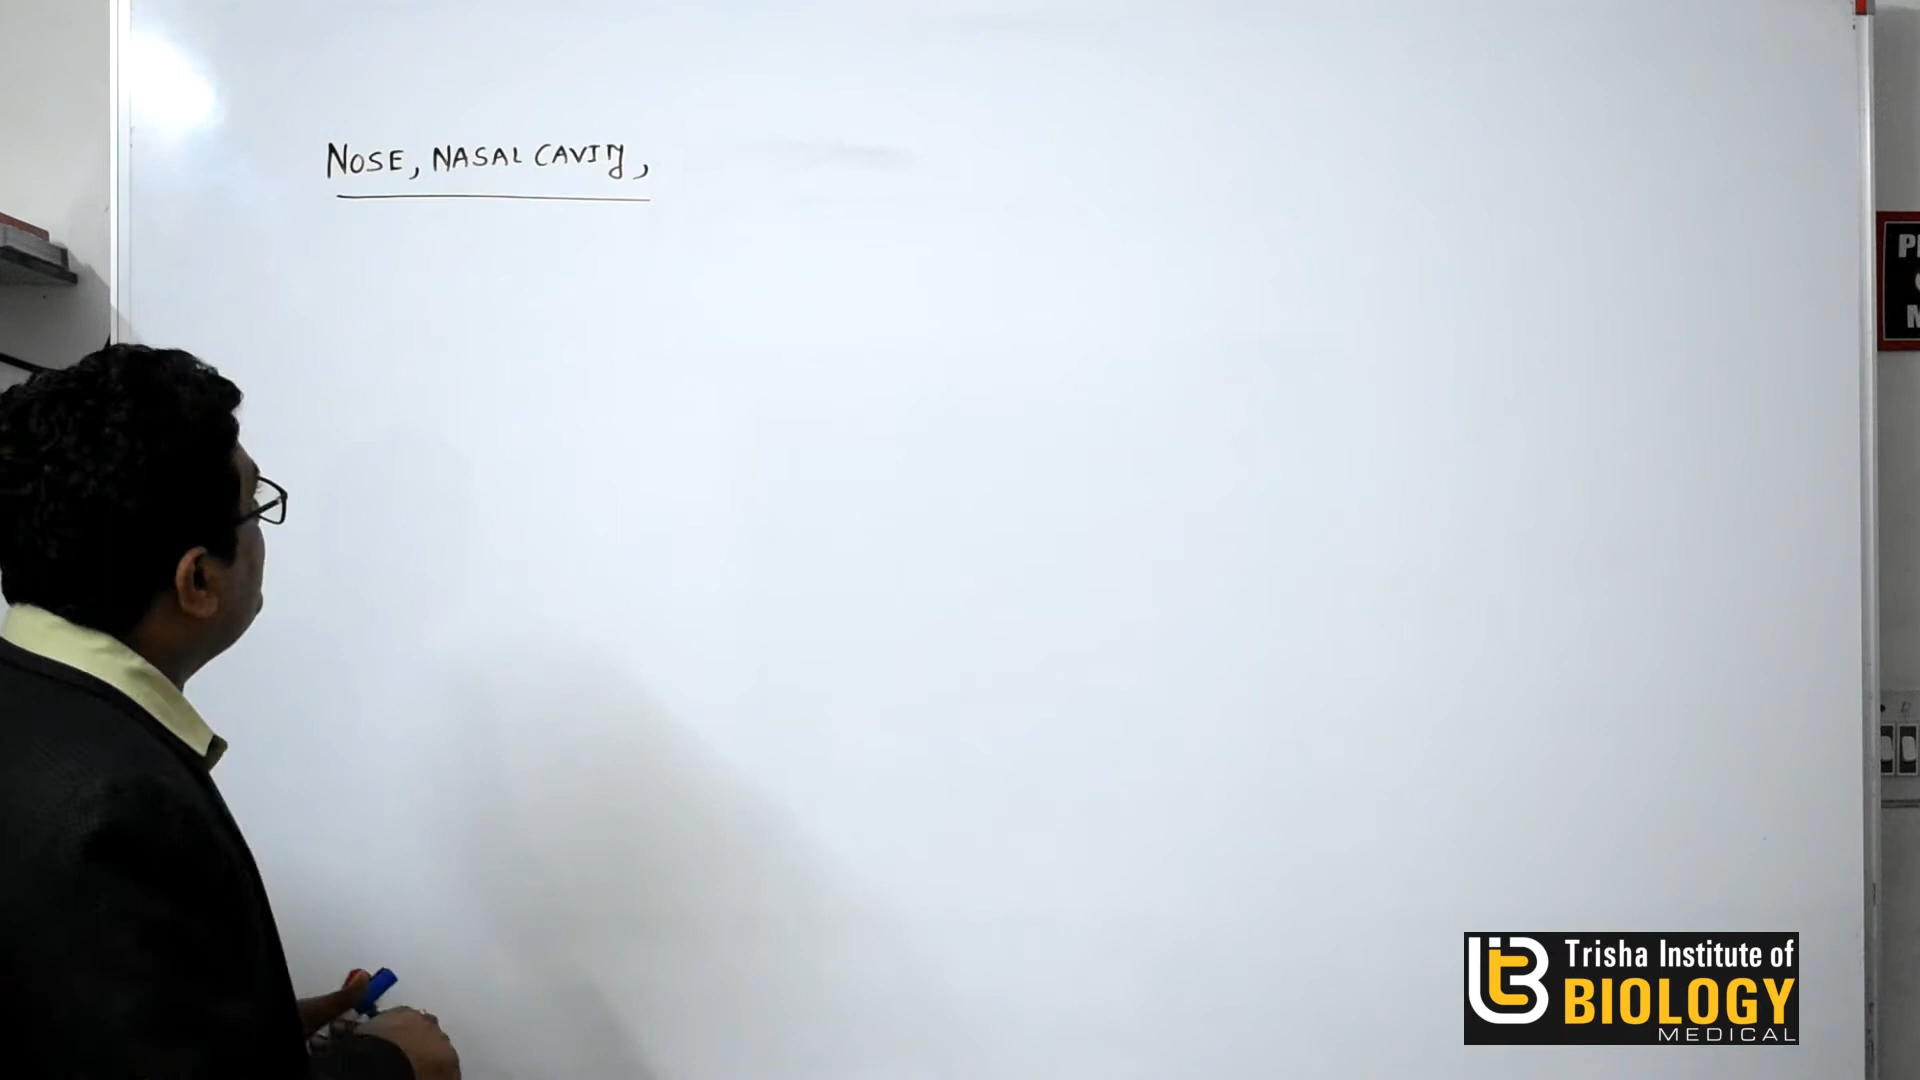 NOSE, NASAL CAVITY,
Trisha Institute of
BIOLOGY
MEDICAL